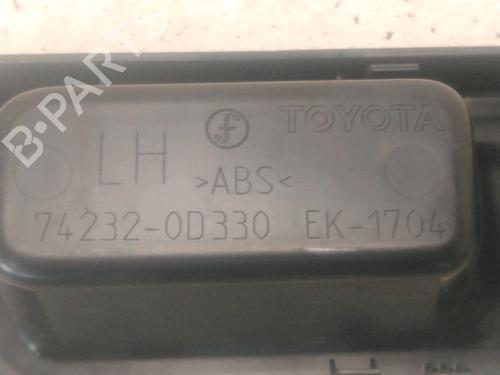 B-PARTS
LH f TOYOTA
>ABS<
74232-0D330 EK-1704